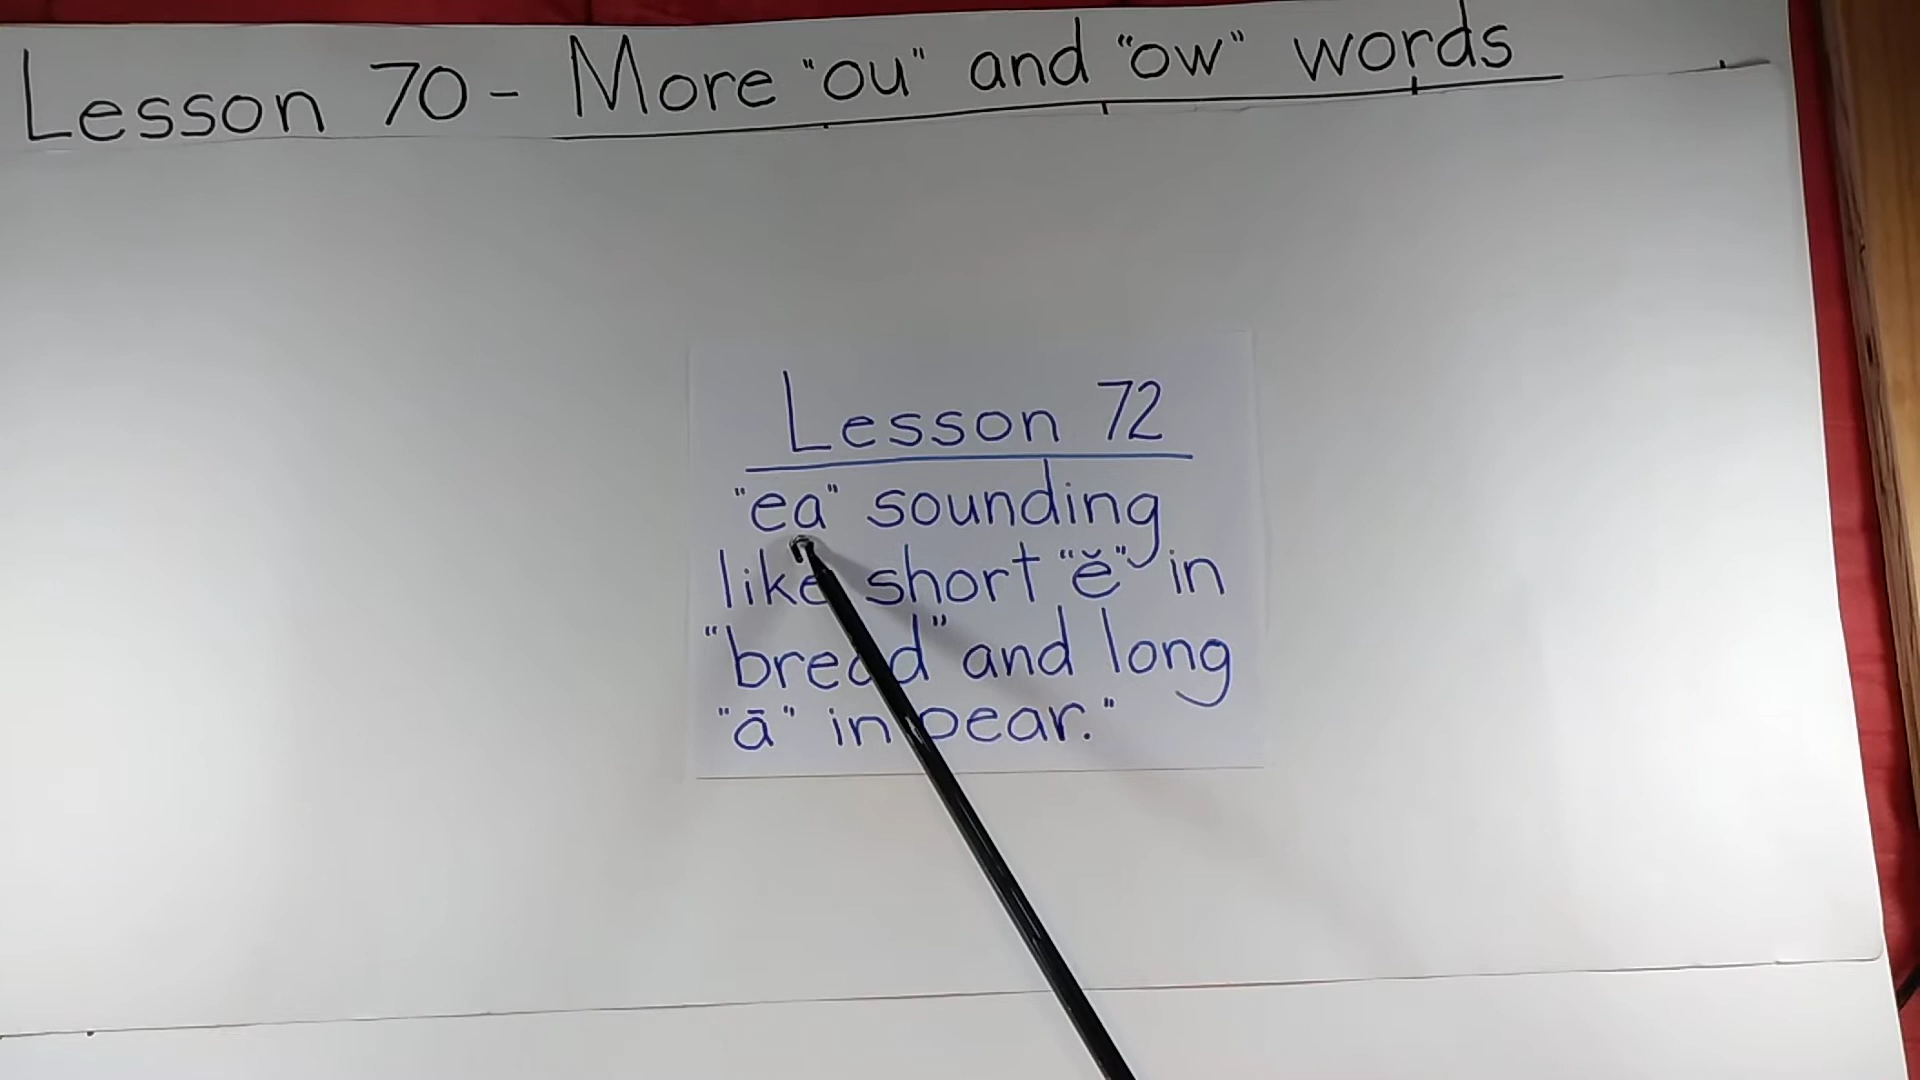 Lesson 70 - More "ou" and "ow" words
Lesson 72
"ea" sounding
like short "ĕ" in
"bread" and long
"ā" in pear."